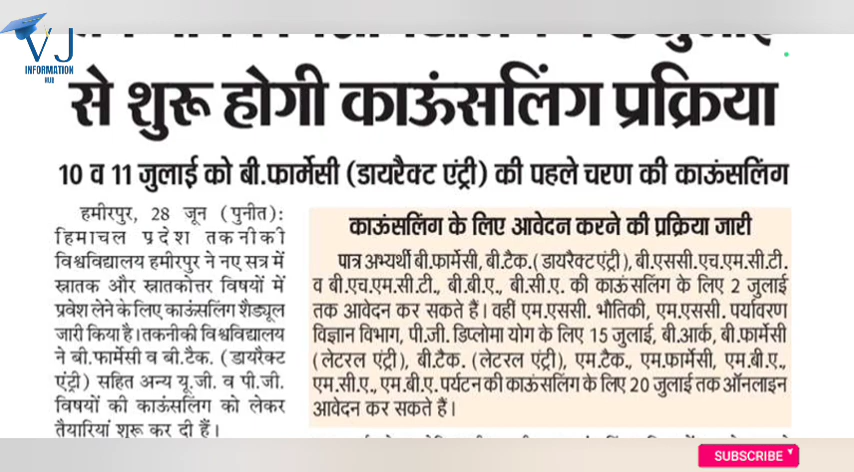 VJ
INFORMATION
HUB
से शुरू होगी काऊंसलिंग प्रक्रिया
10 व 11 जुलाई को बी.फार्मेसी (डायरैक्ट एंट्री) की पहले चरण की काऊंसलिंग
हमीरपुर, 28 जून (पुनीत):
हिमाचल प्रदेश तकनीकी
विश्वविद्यालय हमीरपुर ने नए सत्र में
स्नातक और स्नातकोत्तर विषयों में
प्रवेश लेने के लिए काऊंसलिंग शैड्यूल
जारी किया है। तकनीकी विश्वविद्यालय
ने बी.फार्मेसी व बी.टैक. (डायरैक्ट
एंट्री) सहित अन्य यू.जी. व पी.जी.
विषयों की काऊंसलिंग को लेकर
तैयारियां शुरू कर दी हैं।
काऊंसलिंग के लिए आवेदन करने की प्रक्रिया जारी
पात्र अभ्यर्थी बी.फार्मेसी, बी.टैक.( डायरैक्ट एंट्री), बी.एससी.एच.एम.सी.टी.
व बी.एच.एम.सी.टी., बी.बी.ए., बी.सी.ए. की काऊंसलिंग के लिए 2 जुलाई
तक आवेदन कर सकते हैं। वहीं एम.एससी. भौतिकी, एम.एससी. पर्यावरण
विज्ञान विभाग, पी.जी. डिप्लोमा योग के लिए 15 जुलाई, बी.आर्क, बी.फार्मेसी
(लेटरल एंट्री), बी.टैक. (लेटरल एंट्री), एम.टैक., एम.फार्मेसी, एम.बी.ए.,
एम.सी.ए., एम.बी.ए. पर्यटन की काऊंसलिंग के लिए 20 जुलाई तक ऑनलाइन
आवेदन कर सकते हैं।
SUBSCRIBE